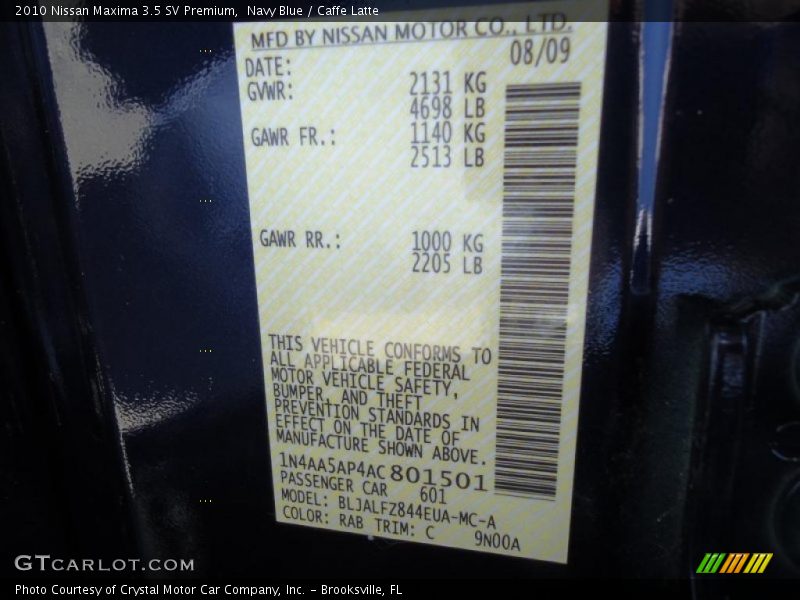 2010 Nissan Maxima 3.5 SV Premium, Navy Blue / Caffe Latte
MFD BY NISSAN MOTOR CO., LTD.
DATE: 08/09
GVWR: 2131 KG
4698 LB
GAWR FR.: 1140 KG
2513 LB
GAWR RR.: 1000 KG
2205 LB
THIS VEHICLE CONFORMS TO
ALL APPLICABLE FEDERAL
MOTOR VEHICLE SAFETY,
BUMPER, AND THEFT
PREVENTION STANDARDS IN
EFFECT ON THE DATE OF
MANUFACTURE SHOWN ABOVE.
1N4AA5AP4AC801501
PASSENGER CAR 601
MODEL: BLJALFZ844EUA-MC-A
COLOR: RAB TRIM: C 9N00A
GTCARLOT.COM
Photo Courtesy of Crystal Motor Car Company, Inc. - Brooksville, FL